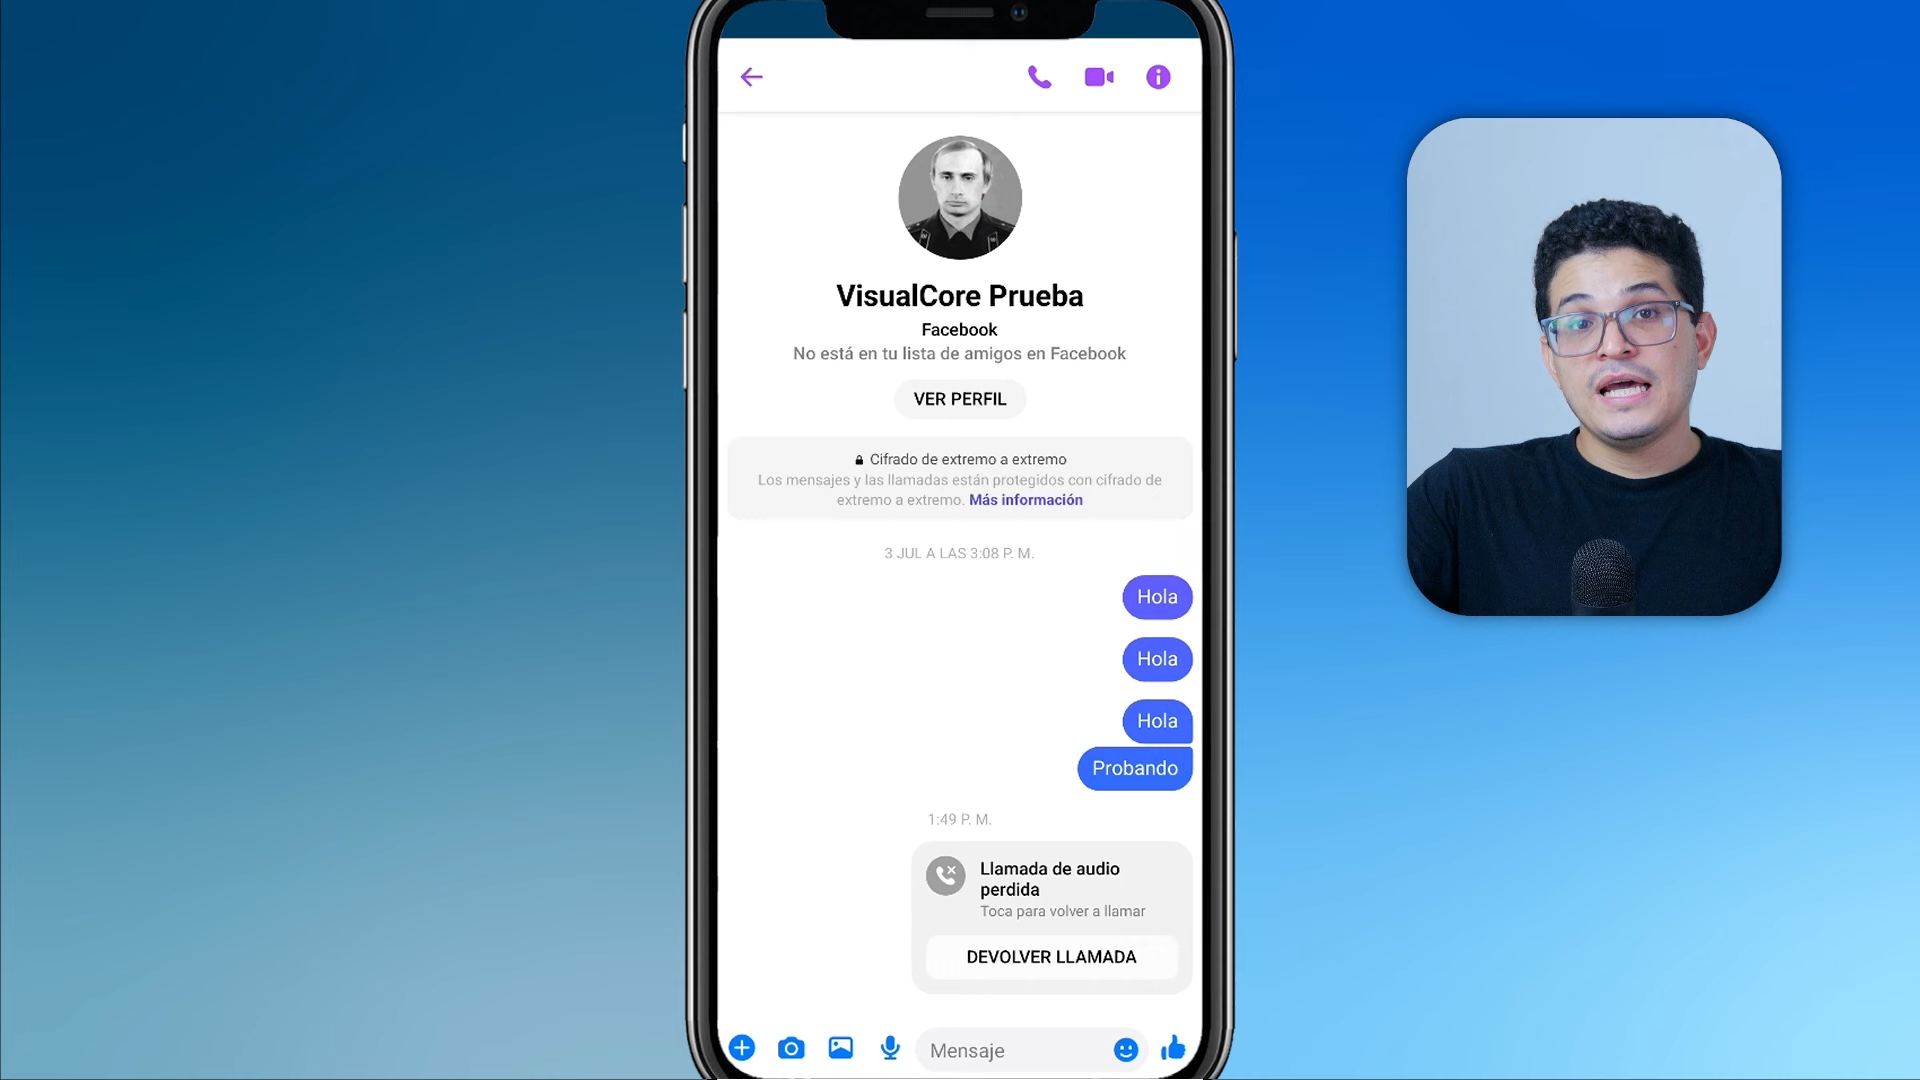 VisualCore Prueba
Facebook
No está en tu lista de amigos en Facebook
VER PERFIL
Cifrado de extremo a extremo
Los mensajes y las llamadas están protegidos con cifrado de
extremo a extremo. Más información
3 JUL A LAS 3:08 P. M.
Hola
Hola
Hola
Probando
1:49 P. M.
Llamada de audio
perdida
Toca para volver a llamar
DEVOLVER LLAMADA
Mensaje